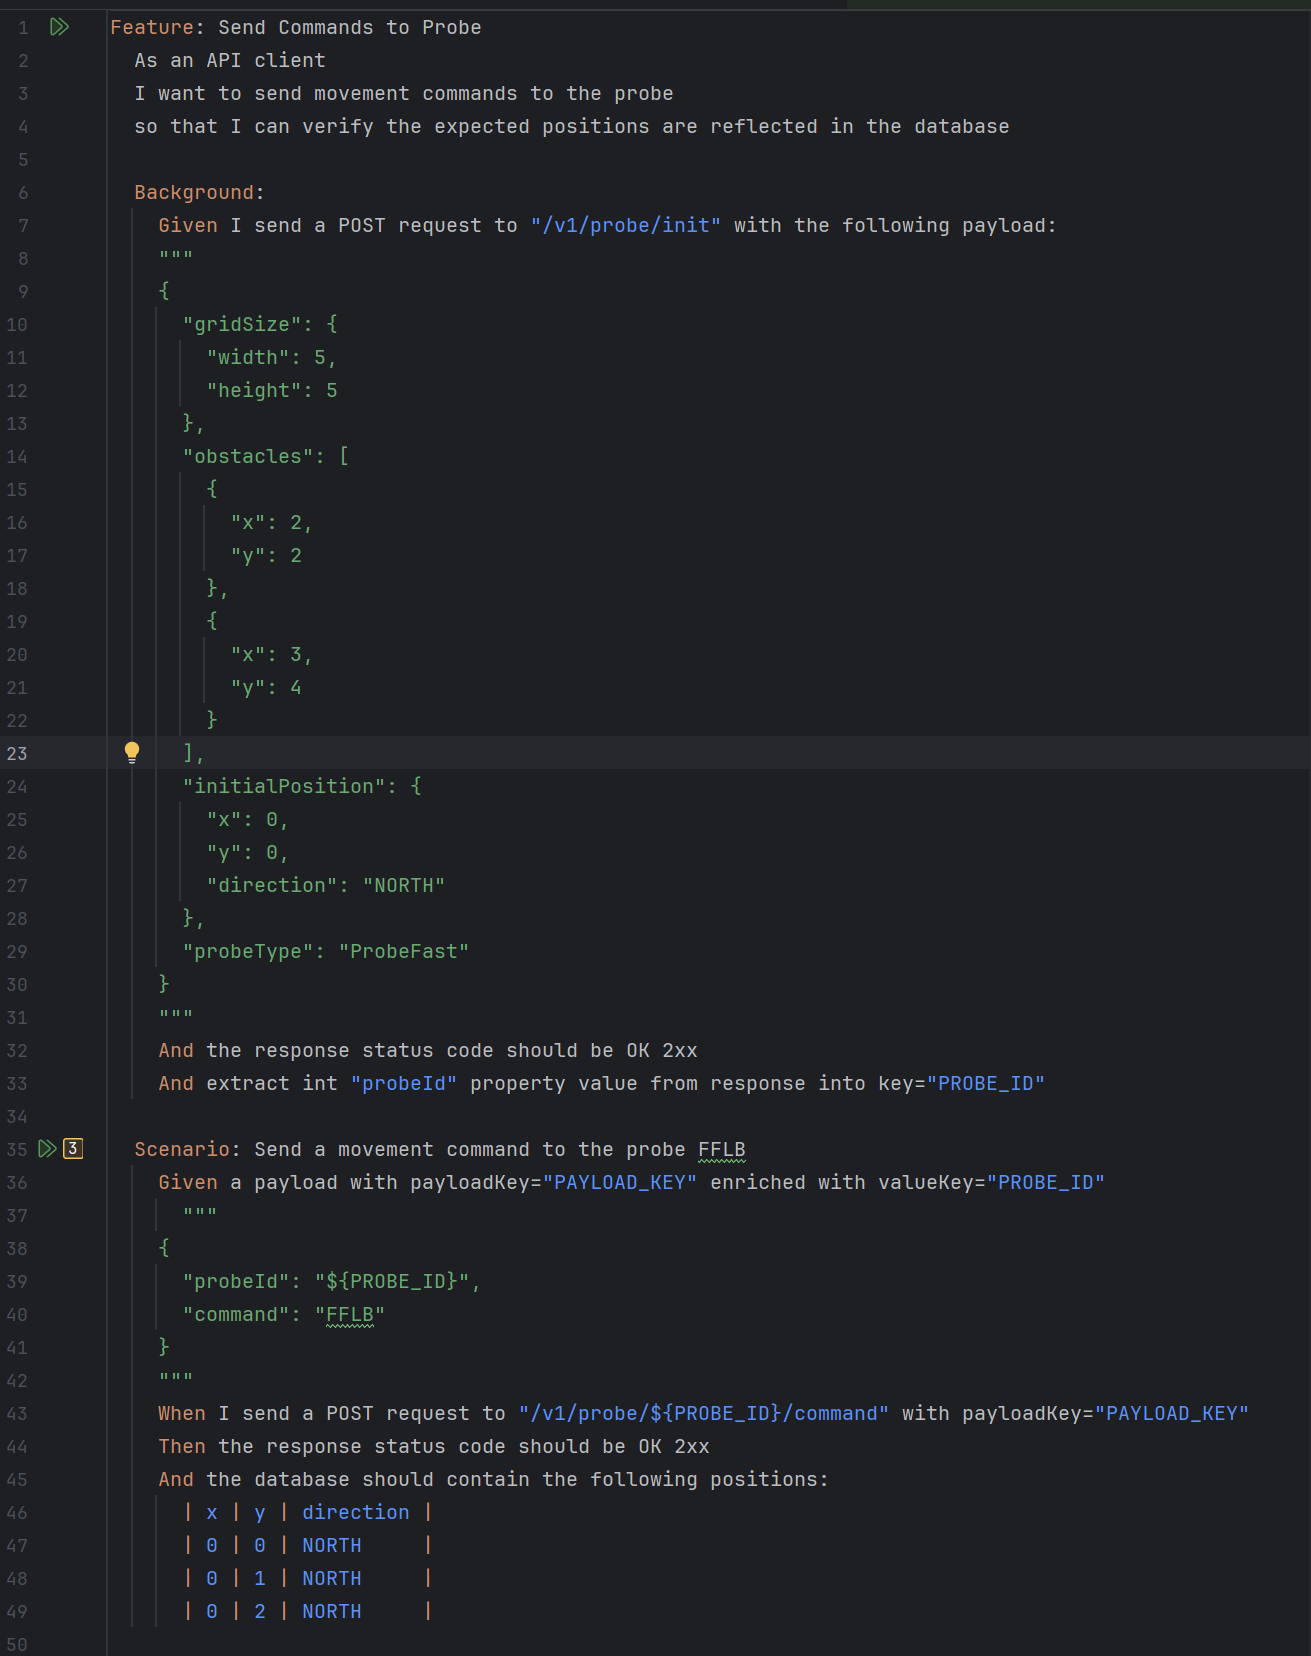 1 Feature: Send Commands to Probe
2 As an API client
3 I want to send movement commands to the probe
4 so that I can verify the expected positions are reflected in the database
5
6 Background:
7 Given I send a POST request to "/v1/probe/init" with the following payload:
8 """
9 {
10 "gridSize": {
11 "width": 5,
12 "height": 5
13 },
14 "obstacles": [
15 {
16 "x": 2,
17 "y": 2
18 },
19 {
20 "x": 3,
21 "y": 4
22 }
23 ],
24 "initialPosition": {
25 "x": 0,
26 "y": 0,
27 "direction": "NORTH"
28 },
29 "probeType": "ProbeFast"
30 }
31 """
32 And the response status code should be OK 2xx
33 And extract int "probeId" property value from response into key="PROBE_ID"
34
35 3 Scenario: Send a movement command to the probe FFLB
36 Given a payload with payloadKey="PAYLOAD_KEY" enriched with valueKey="PROBE_ID"
37 """
38 {
39 "probeId": "${PROBE_ID}",
40 "command": "FFLB"
41 }
42 """
43 When I send a POST request to "/v1/probe/${PROBE_ID}/command" with payloadKey="PAYLOAD_KEY"
44 Then the response status code should be OK 2xx
45 And the database should contain the following positions:
46 | x | y | direction |
47 | 0 | 0 | NORTH |
48 | 0 | 1 | NORTH |
49 | 0 | 2 | NORTH |
50